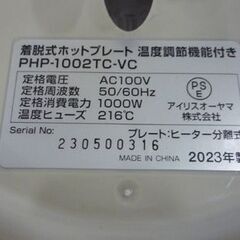 着脱式ホットプレート 温度調節機能付き
PHP-1002TC-VC
定格電圧 AC100V
定格周波数 50/60Hz
定格消費電力 1000W
温度ヒューズ 216℃
PS
E
アイリスオーヤマ
株式会社
Serial No: プレート:ヒーター分離式
230500316
MADE IN CHINA 2023年製